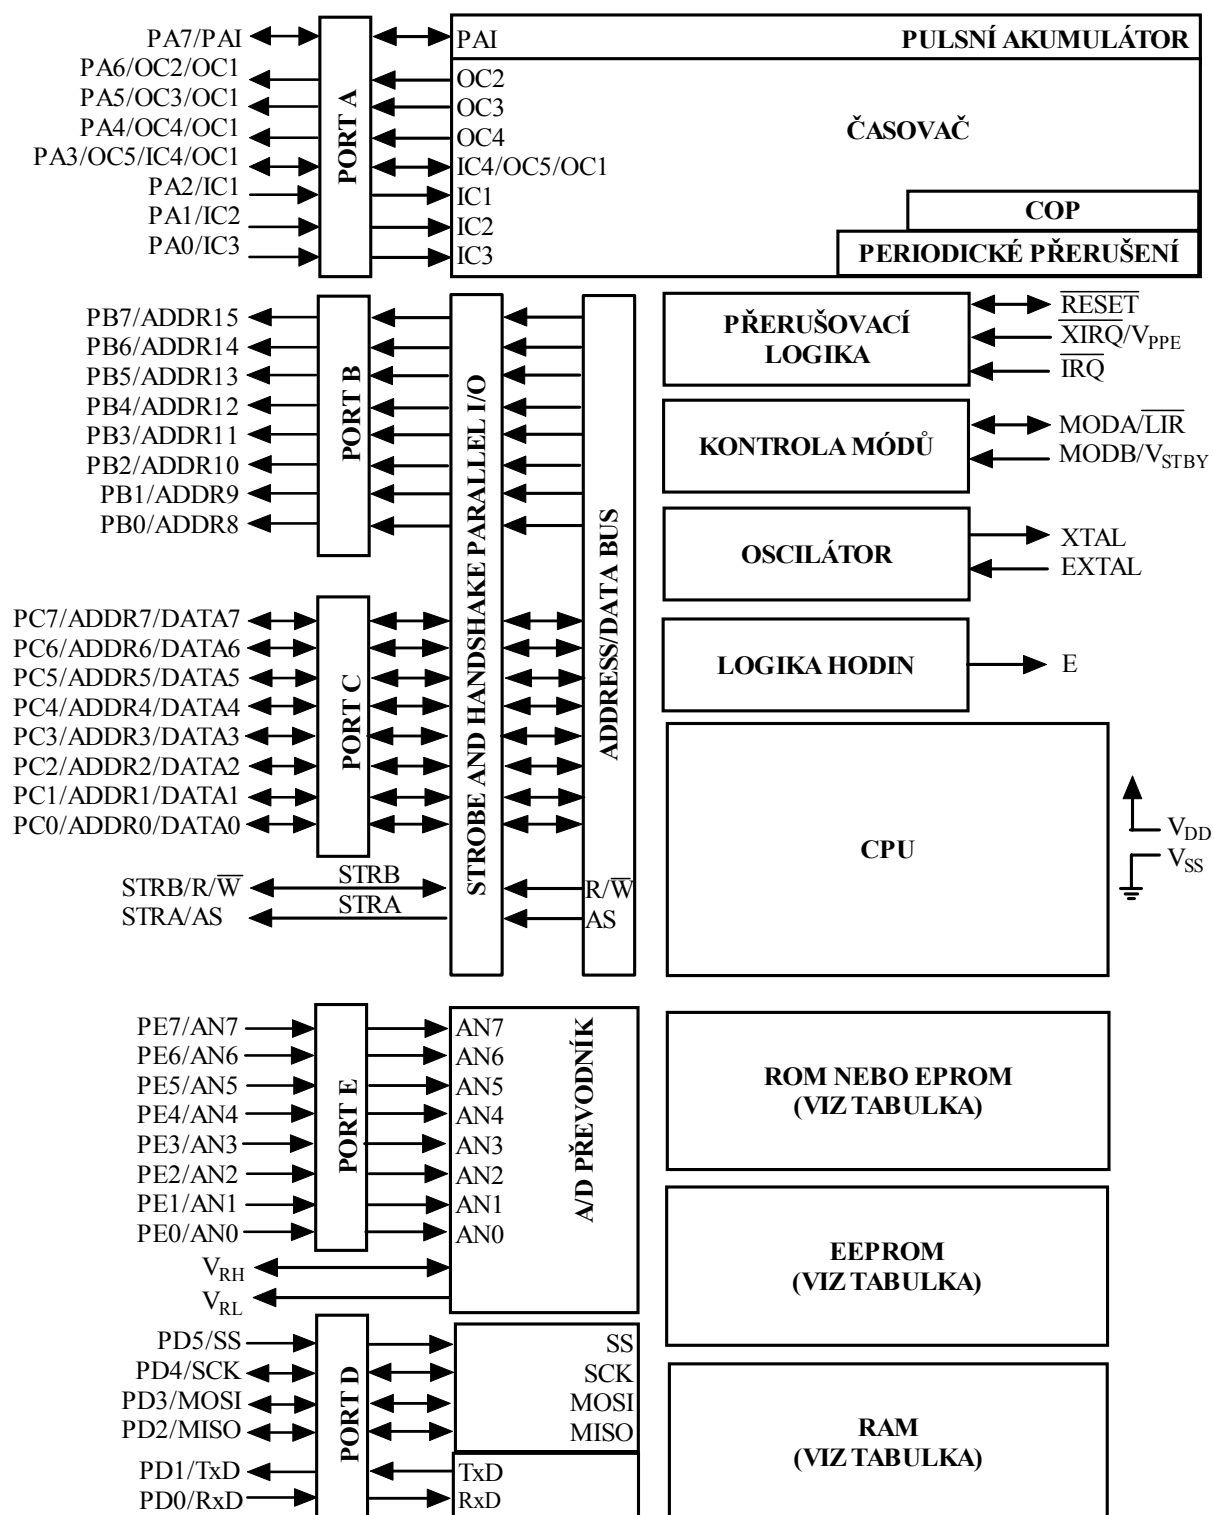 PA7/PAI
PA6/OC2/OC1
PA5/OC3/OC1
PA4/OC4/OC1
PA3/OC5/IC4/OC1
PA2/IC1
PA1/IC2
PA0/IC3
PORT A
PAI
OC2
OC3
OC4
IC4/OC5/OC1
IC1
IC2
IC3
PULSNÍ AKUMULÁTOR
ČASOVAČ
COP
PERIODICKÉ PŘERUŠENÍ
PB7/ADDR15
PB6/ADDR14
PB5/ADDR13
PB4/ADDR12
PB3/ADDR11
PB2/ADDR10
PB1/ADDR9
PB0/ADDR8
PORT B
PC7/ADDR7/DATA7
PC6/ADDR6/DATA6
PC5/ADDR5/DATA5
PC4/ADDR4/DATA4
PC3/ADDR3/DATA3
PC2/ADDR2/DATA2
PC1/ADDR1/DATA1
PC0/ADDR0/DATA0
PORT C
STRB/R/W̅
STRA/AS
STRB
STRA
STROBE AND HANDSHAKE PARALLEL I/O
ADDRESS/DATA BUS
R/W̅
AS
PŘERUŠOVACÍ
LOGIKA
R̅E̅S̅E̅T̅
X̅I̅R̅Q̅/VPPE
I̅R̅Q̅
KONTROLA MÓDŮ
MODA/L̅I̅R̅
MODB/VSTBY
OSCILÁTOR
XTAL
EXTAL
LOGIKA HODIN
E
CPU
VDD
VSS
PE7/AN7
PE6/AN6
PE5/AN5
PE4/AN4
PE3/AN3
PE2/AN2
PE1/AN1
PE0/AN0
VRH
VRL
PORT E
AN7
AN6
AN5
AN4
AN3
AN2
AN1
AN0
A/D PŘEVODNÍK
ROM NEBO EPROM
(VIZ TABULKA)
EEPROM
(VIZ TABULKA)
RAM
(VIZ TABULKA)
PD5/SS
PD4/SCK
PD3/MOSI
PD2/MISO
PD1/TxD
PD0/RxD
PORT D
SS
SCK
MOSI
MISO
TxD
RxD